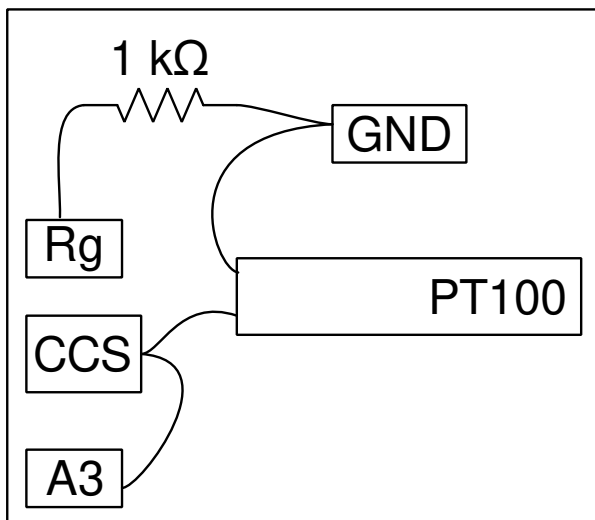 1 kΩ
GND
Rg
PT100
CCS
A3